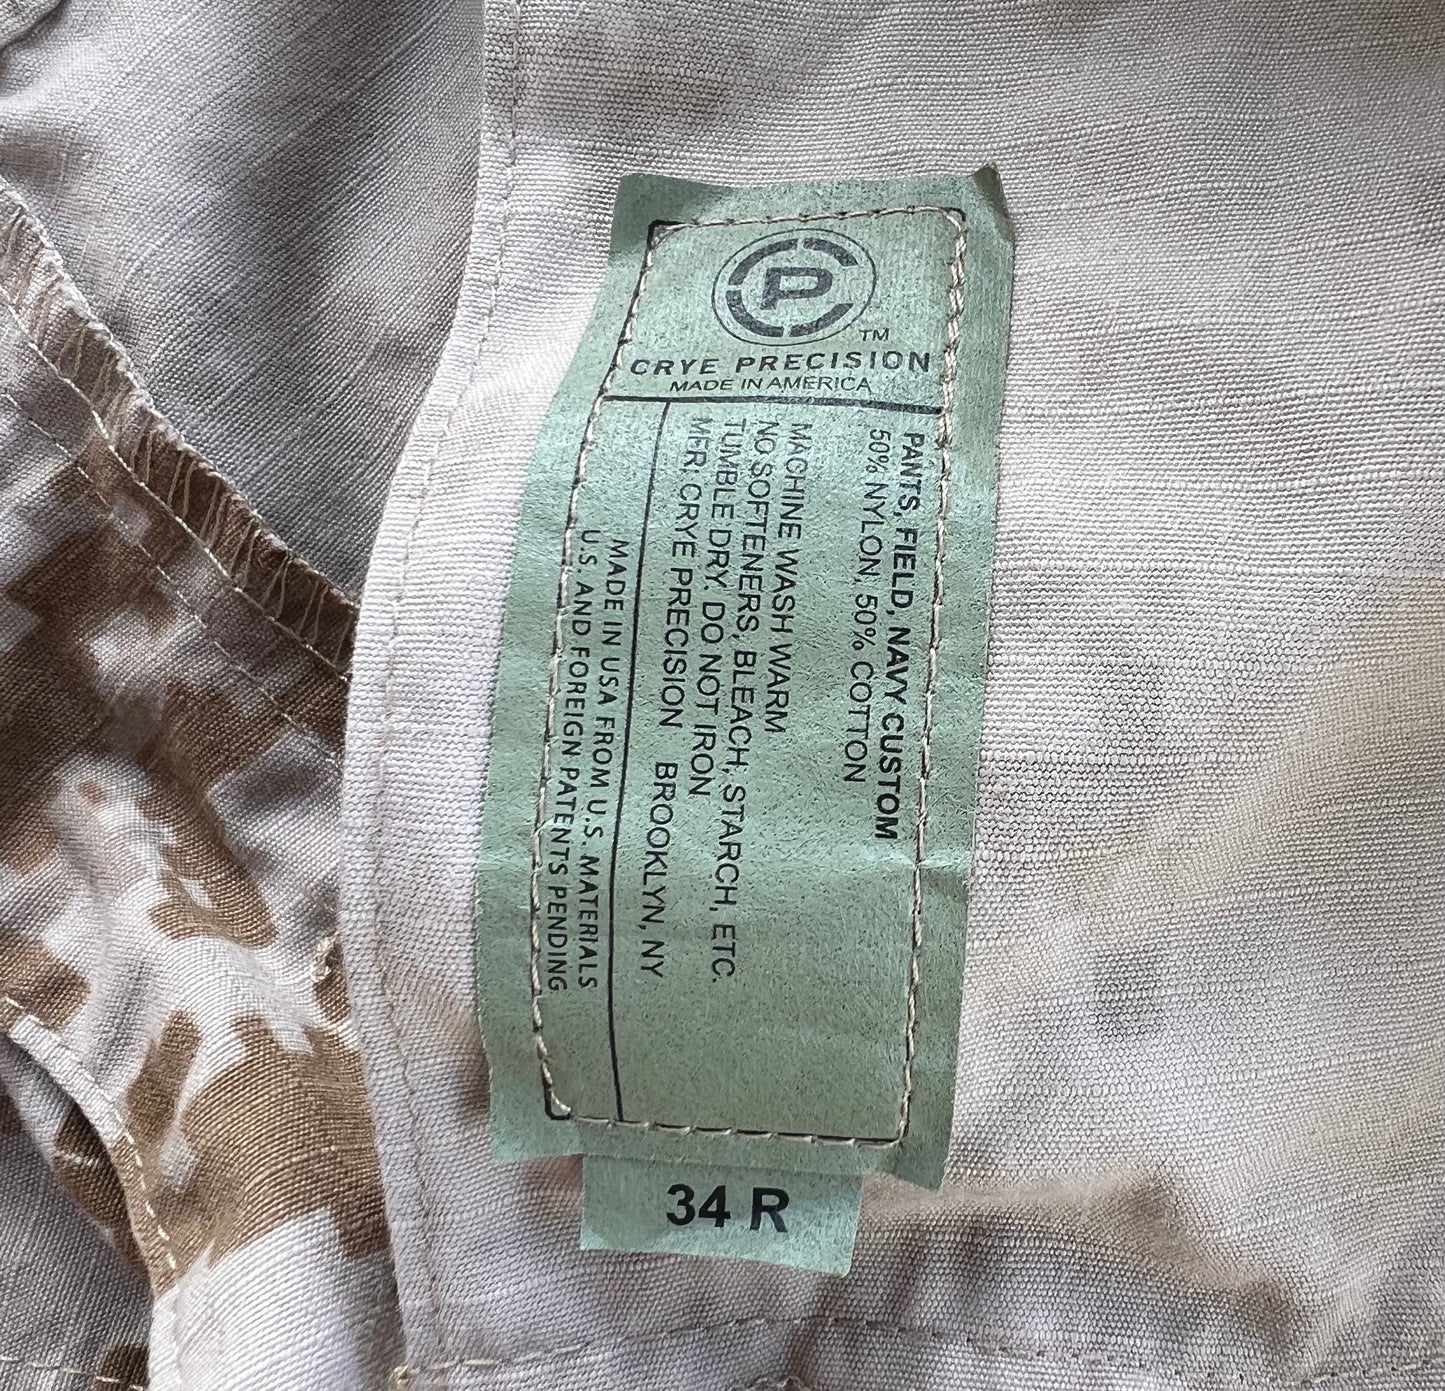 CP
TM
CRYE PRECISION
MADE IN AMERICA
PANTS, FIELD, NAVY CUSTOM
50% NYLON, 50% COTTON
MACHINE WASH WARM
NO SOFTENERS, BLEACH, STARCH, ETC.
TUMBLE DRY. DO NOT IRON
MFR: CRYE PRECISION BROOKLYN, NY
MADE IN USA FROM U.S. MATERIALS
U.S. AND FOREIGN PATENTS PENDING
34 R